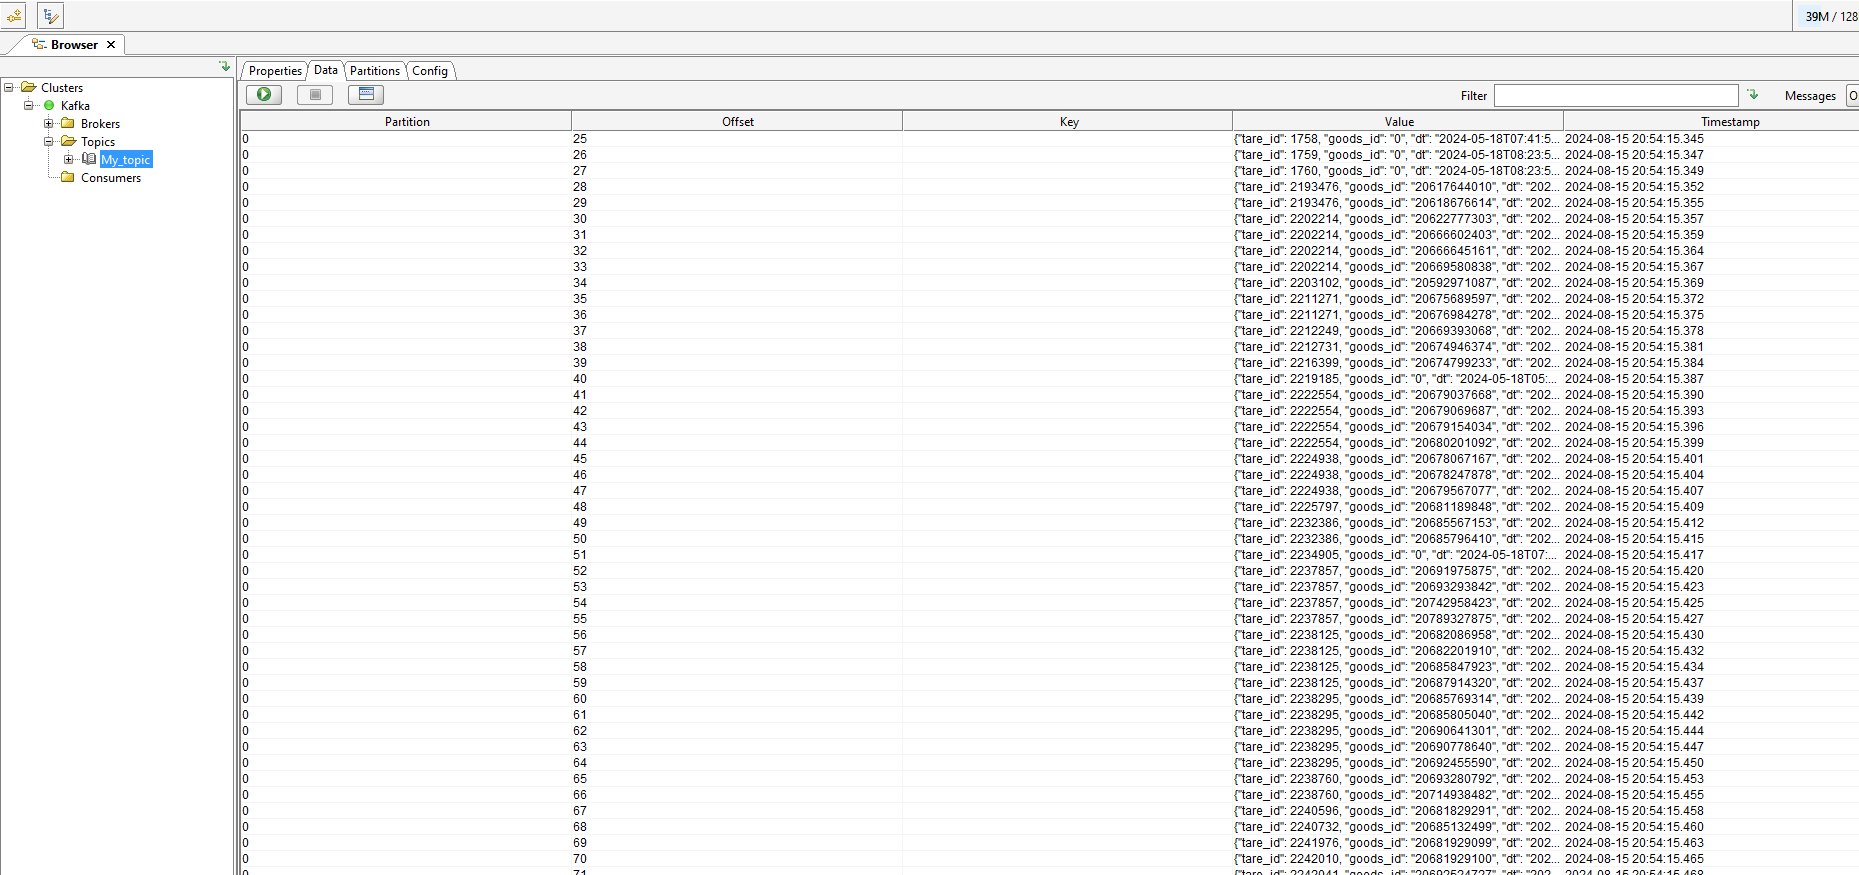 39M / 128
Browser
Clusters
Kafka
Brokers
Topics
My_topic
Consumers
Properties Data Partitions Config
Filter Messages O
Partition Offset Key Value Timestamp
0 25 {"tare_id": 1758, "goods_id": "0", "dt": "2024-05-18T07:41:5... 2024-08-15 20:54:15.345
0 26 {"tare_id": 1759, "goods_id": "0", "dt": "2024-05-18T08:23:5... 2024-08-15 20:54:15.347
0 27 {"tare_id": 1760, "goods_id": "0", "dt": "2024-05-18T08:23:5... 2024-08-15 20:54:15.349
0 28 {"tare_id": 2193476, "goods_id": "20617644010", "dt": "202... 2024-08-15 20:54:15.352
0 29 {"tare_id": 2193476, "goods_id": "20618676614", "dt": "202... 2024-08-15 20:54:15.355
0 30 {"tare_id": 2202214, "goods_id": "20622777303", "dt": "202... 2024-08-15 20:54:15.357
0 31 {"tare_id": 2202214, "goods_id": "20666602403", "dt": "202... 2024-08-15 20:54:15.359
0 32 {"tare_id": 2202214, "goods_id": "20666645161", "dt": "202... 2024-08-15 20:54:15.364
0 33 {"tare_id": 2202214, "goods_id": "20669580838", "dt": "202... 2024-08-15 20:54:15.367
0 34 {"tare_id": 2203102, "goods_id": "20592971087", "dt": "202... 2024-08-15 20:54:15.369
0 35 {"tare_id": 2211271, "goods_id": "20675689597", "dt": "202... 2024-08-15 20:54:15.372
0 36 {"tare_id": 2211271, "goods_id": "20676984278", "dt": "202... 2024-08-15 20:54:15.375
0 37 {"tare_id": 2212249, "goods_id": "20669393068", "dt": "202... 2024-08-15 20:54:15.378
0 38 {"tare_id": 2212731, "goods_id": "20674946374", "dt": "202... 2024-08-15 20:54:15.381
0 39 {"tare_id": 2216399, "goods_id": "20674799233", "dt": "202... 2024-08-15 20:54:15.384
0 40 {"tare_id": 2219185, "goods_id": "0", "dt": "2024-05-18T05:... 2024-08-15 20:54:15.387
0 41 {"tare_id": 2222554, "goods_id": "20679037668", "dt": "202... 2024-08-15 20:54:15.390
0 42 {"tare_id": 2222554, "goods_id": "20679069687", "dt": "202... 2024-08-15 20:54:15.393
0 43 {"tare_id": 2222554, "goods_id": "20679154034", "dt": "202... 2024-08-15 20:54:15.396
0 44 {"tare_id": 2222554, "goods_id": "20680201092", "dt": "202... 2024-08-15 20:54:15.399
0 45 {"tare_id": 2224938, "goods_id": "20678067167", "dt": "202... 2024-08-15 20:54:15.401
0 46 {"tare_id": 2224938, "goods_id": "20678247878", "dt": "202... 2024-08-15 20:54:15.404
0 47 {"tare_id": 2224938, "goods_id": "20679567077", "dt": "202... 2024-08-15 20:54:15.407
0 48 {"tare_id": 2225797, "goods_id": "20681189848", "dt": "202... 2024-08-15 20:54:15.409
0 49 {"tare_id": 2232386, "goods_id": "20685567153", "dt": "202... 2024-08-15 20:54:15.412
0 50 {"tare_id": 2232386, "goods_id": "20685796410", "dt": "202... 2024-08-15 20:54:15.415
0 51 {"tare_id": 2234905, "goods_id": "0", "dt": "2024-05-18T07:... 2024-08-15 20:54:15.417
0 52 {"tare_id": 2237857, "goods_id": "20691975875", "dt": "202... 2024-08-15 20:54:15.420
0 53 {"tare_id": 2237857, "goods_id": "20693293842", "dt": "202... 2024-08-15 20:54:15.423
0 54 {"tare_id": 2237857, "goods_id": "20742958423", "dt": "202... 2024-08-15 20:54:15.425
0 55 {"tare_id": 2237857, "goods_id": "20789327875", "dt": "202... 2024-08-15 20:54:15.427
0 56 {"tare_id": 2238125, "goods_id": "20682086958", "dt": "202... 2024-08-15 20:54:15.430
0 57 {"tare_id": 2238125, "goods_id": "20682201910", "dt": "202... 2024-08-15 20:54:15.432
0 58 {"tare_id": 2238125, "goods_id": "20685847923", "dt": "202... 2024-08-15 20:54:15.434
0 59 {"tare_id": 2238125, "goods_id": "20687914320", "dt": "202... 2024-08-15 20:54:15.437
0 60 {"tare_id": 2238295, "goods_id": "20685769314", "dt": "202... 2024-08-15 20:54:15.439
0 61 {"tare_id": 2238295, "goods_id": "20685805040", "dt": "202... 2024-08-15 20:54:15.442
0 62 {"tare_id": 2238295, "goods_id": "20690641301", "dt": "202... 2024-08-15 20:54:15.444
0 63 {"tare_id": 2238295, "goods_id": "20690778640", "dt": "202... 2024-08-15 20:54:15.447
0 64 {"tare_id": 2238295, "goods_id": "20692455590", "dt": "202... 2024-08-15 20:54:15.450
0 65 {"tare_id": 2238760, "goods_id": "20693280792", "dt": "202... 2024-08-15 20:54:15.453
0 66 {"tare_id": 2238760, "goods_id": "20714938482", "dt": "202... 2024-08-15 20:54:15.455
0 67 {"tare_id": 2240596, "goods_id": "20681829291", "dt": "202... 2024-08-15 20:54:15.458
0 68 {"tare_id": 2240732, "goods_id": "20685132499", "dt": "202... 2024-08-15 20:54:15.460
0 69 {"tare_id": 2241976, "goods_id": "20681929099", "dt": "202... 2024-08-15 20:54:15.463
0 70 {"tare_id": 2242010, "goods_id": "20681929100", "dt": "202... 2024-08-15 20:54:15.465